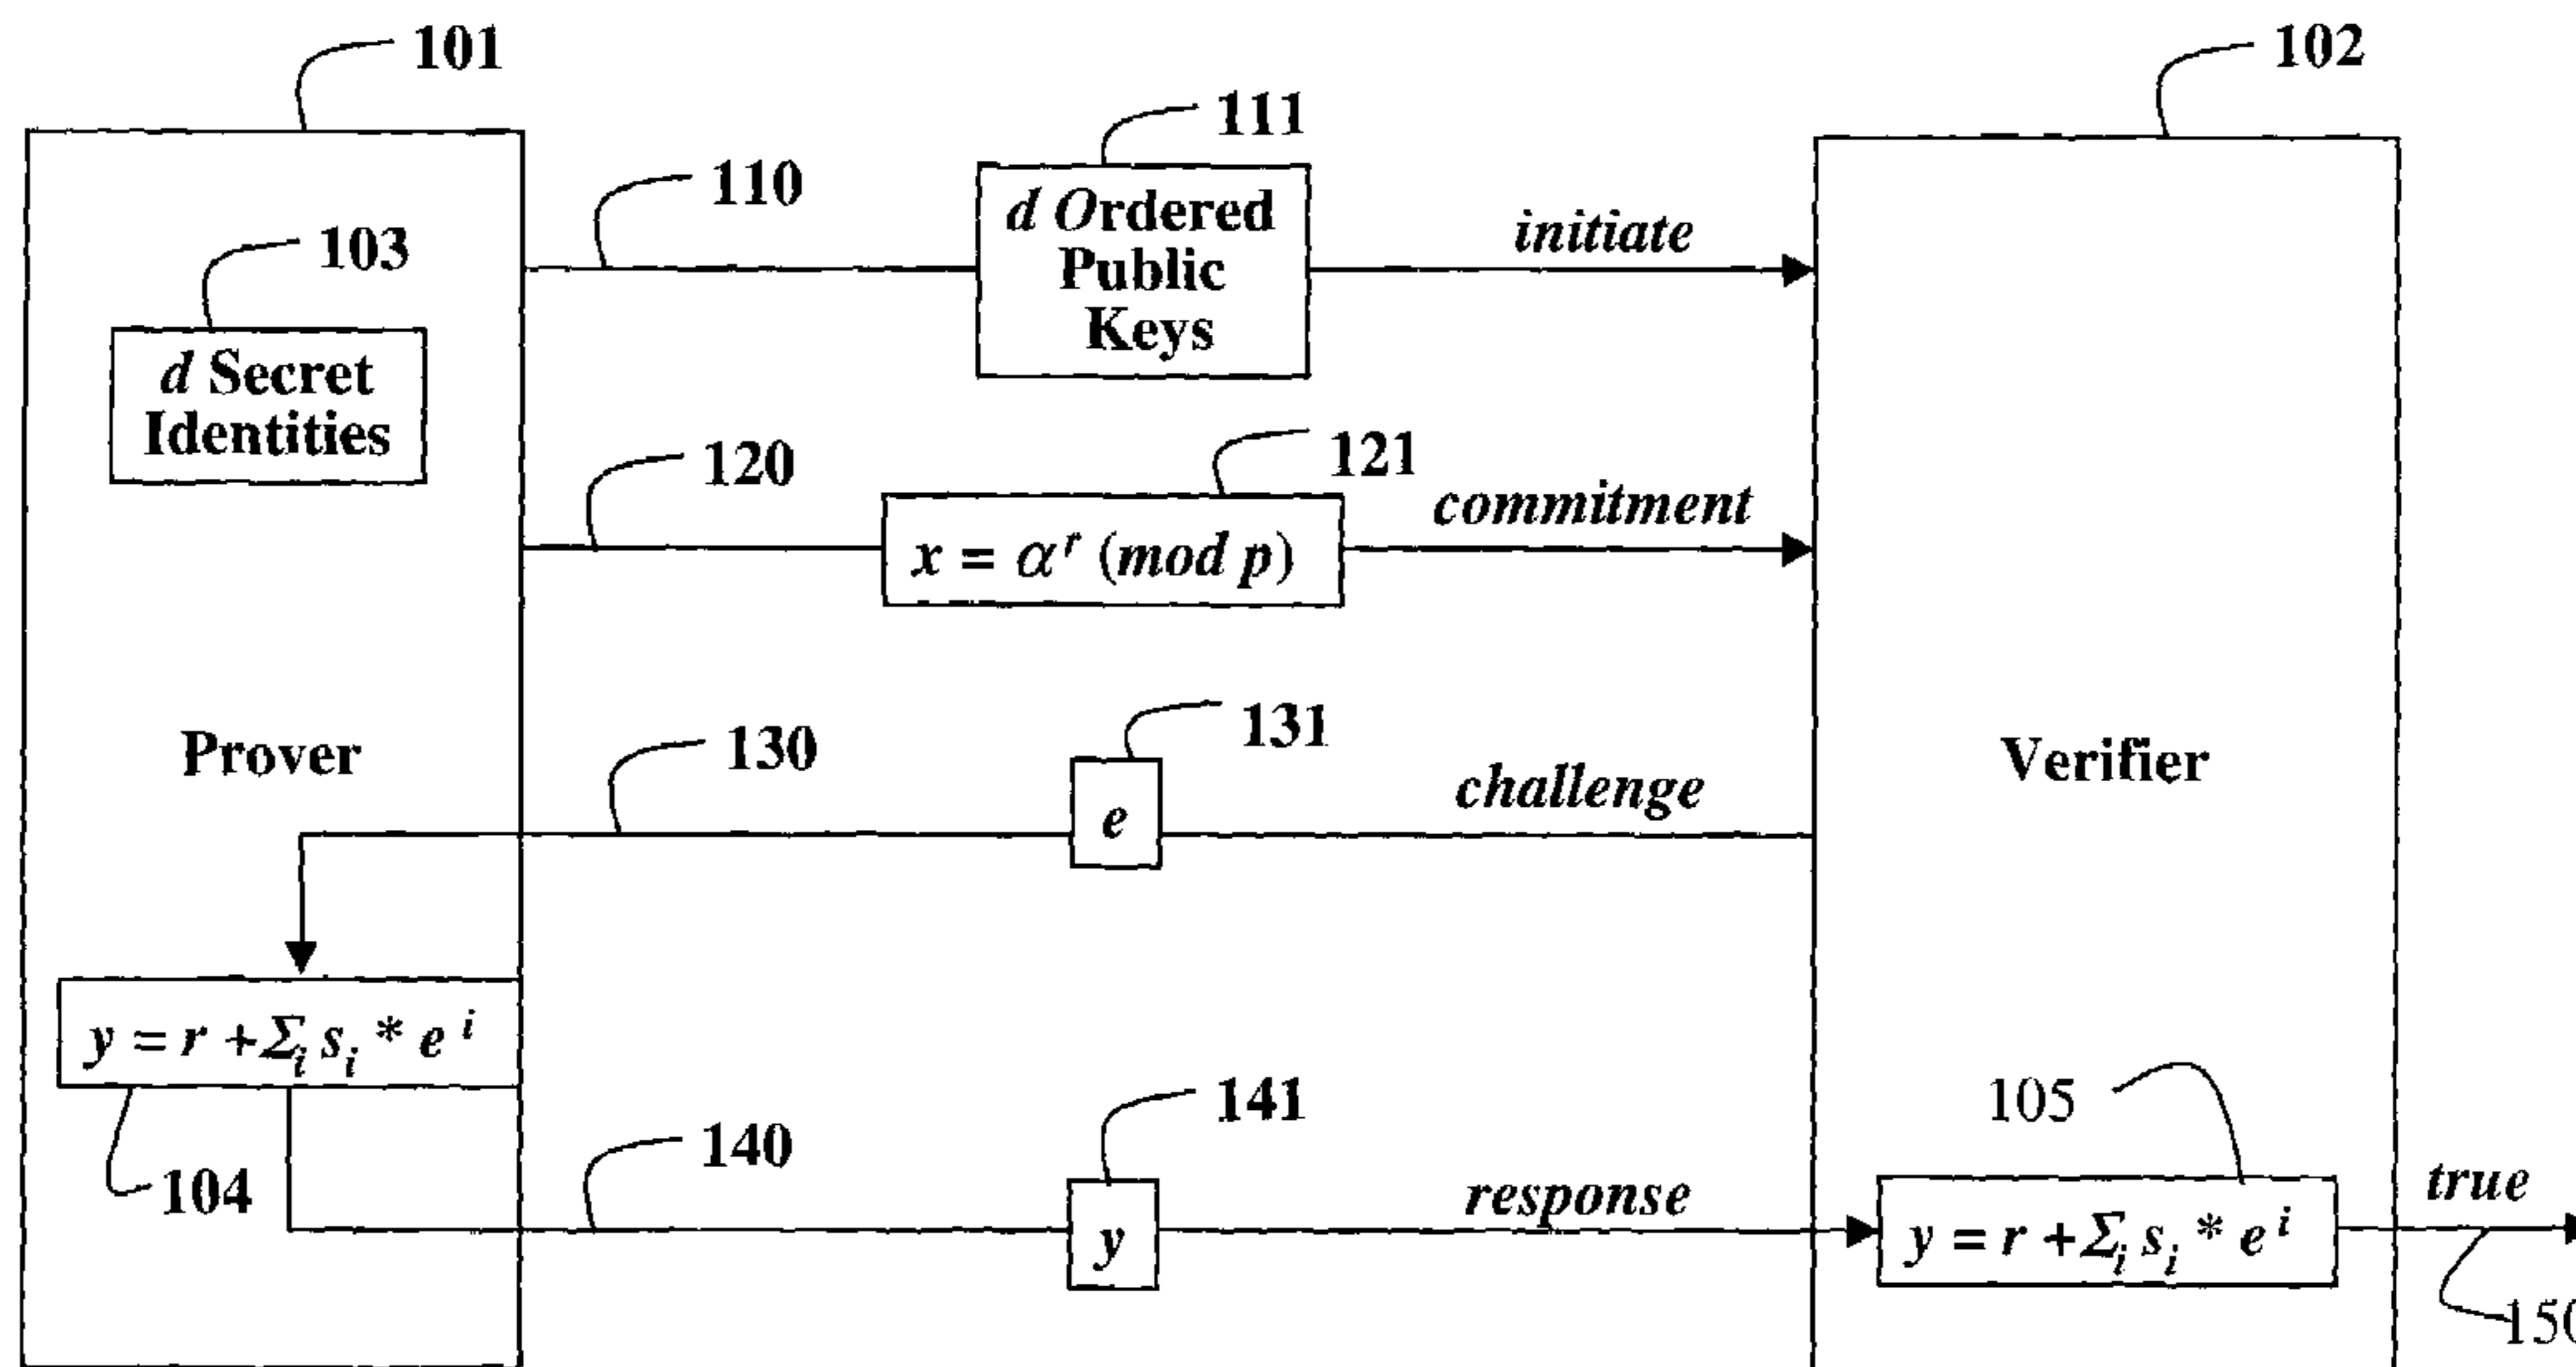 101
102
111
110
d Ordered
Public
Keys
initiate
103
d Secret
Identities
120
121
x = α^r (mod p)
commitment
130
131
Prover
e
challenge
Verifier
y = r + Σ_i s_i * e^i
104
140
141
y
response
105
y = r + Σ_i s_i * e^i
true
150